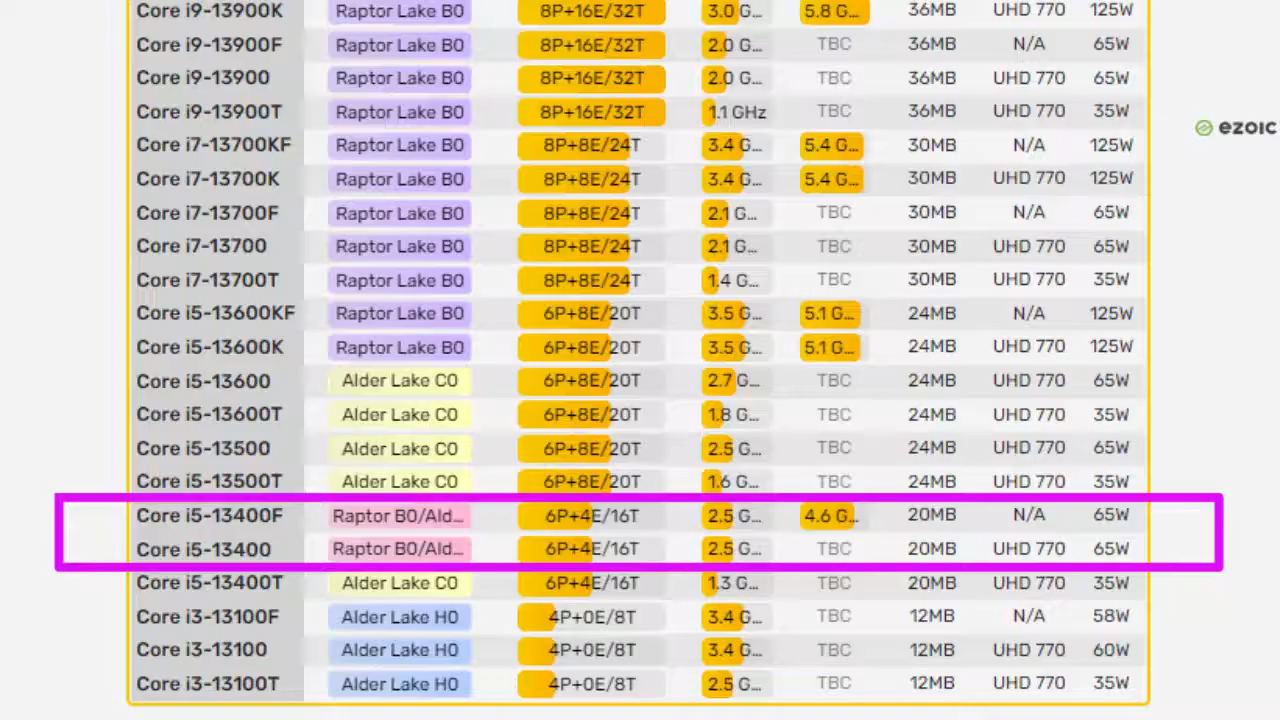 Core i9-13900K Raptor Lake B0 8P+16E/32T 3.0 G... 5.8 G... 36MB UHD 770 125W
Core i9-13900F Raptor Lake B0 8P+16E/32T 2.0 G... TBC 36MB N/A 65W
Core i9-13900 Raptor Lake B0 8P+16E/32T 2.0 G... TBC 36MB UHD 770 65W
Core i9-13900T Raptor Lake B0 8P+16E/32T 1.1 GHz TBC 36MB UHD 770 35W
Core i7-13700KF Raptor Lake B0 8P+8E/24T 3.4 G... 5.4 G... 30MB N/A 125W
Core i7-13700K Raptor Lake B0 8P+8E/24T 3.4 G... 5.4 G... 30MB UHD 770 125W
Core i7-13700F Raptor Lake B0 8P+8E/24T 2.1 G... TBC 30MB N/A 65W
Core i7-13700 Raptor Lake B0 8P+8E/24T 2.1 G... TBC 30MB UHD 770 65W
Core i7-13700T Raptor Lake B0 8P+8E/24T 1.4 G... TBC 30MB UHD 770 35W
Core i5-13600KF Raptor Lake B0 6P+8E/20T 3.5 G... 5.1 G... 24MB N/A 125W
Core i5-13600K Raptor Lake B0 6P+8E/20T 3.5 G... 5.1 G... 24MB UHD 770 125W
Core i5-13600 Alder Lake C0 6P+8E/20T 2.7 G... TBC 24MB UHD 770 65W
Core i5-13600T Alder Lake C0 6P+8E/20T 1.8 G... TBC 24MB UHD 770 35W
Core i5-13500 Alder Lake C0 6P+8E/20T 2.5 G... TBC 24MB UHD 770 65W
Core i5-13500T Alder Lake C0 6P+8E/20T 1.6 G... TBC 24MB UHD 770 35W
Core i5-13400F Raptor B0/Ald... 6P+4E/16T 2.5 G... 4.6 G... 20MB N/A 65W
Core i5-13400 Raptor B0/Ald... 6P+4E/16T 2.5 G... TBC 20MB UHD 770 65W
Core i5-13400T Alder Lake C0 6P+4E/16T 1.3 G... TBC 20MB UHD 770 35W
Core i3-13100F Alder Lake H0 4P+0E/8T 3.4 G... TBC 12MB N/A 58W
Core i3-13100 Alder Lake H0 4P+0E/8T 3.4 G... TBC 12MB UHD 770 60W
Core i3-13100T Alder Lake H0 4P+0E/8T 2.5 G... TBC 12MB UHD 770 35W
ezoic